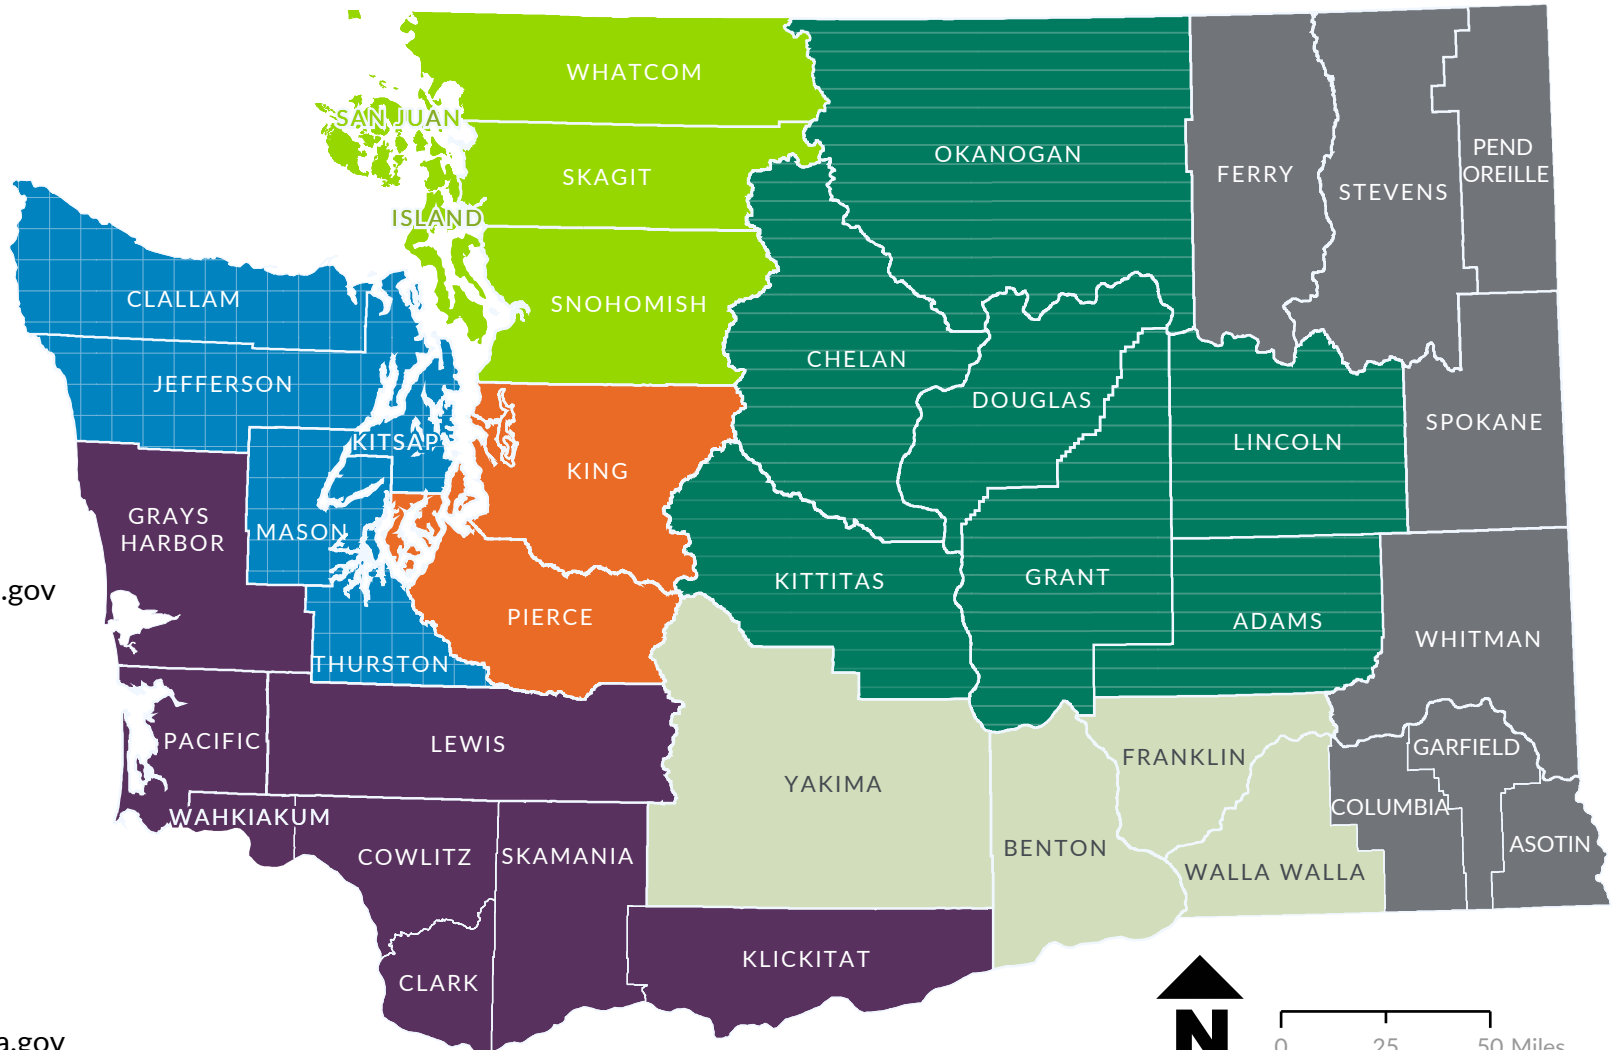 WHATCOM
SAN JUAN
OKANOGAN
PEND
OREILLE
FERRY
SKAGIT
STEVENS
ISLAND
CLALLAM
SNOHOMISH
CHELAN
JEFFERSON
DOUGLAS
SPOKANE
KITSAP
LINCOLN
KING
GRAYS
HARBOR
MASON
GRANT
KITTITAS
.gov
PIERCE
ADAMS
WHITMAN
THURSTON
PACIFIC
LEWIS
GARFIELD
FRANKLIN
YAKIMA
COLUMBIA
WAHKIAKUM
ASOTIN
BENTON
COWLITZ
SKAMANIA
WALLA WALLA
KLICKITAT
CLARK
N
a.gov
0 25 50 Miles